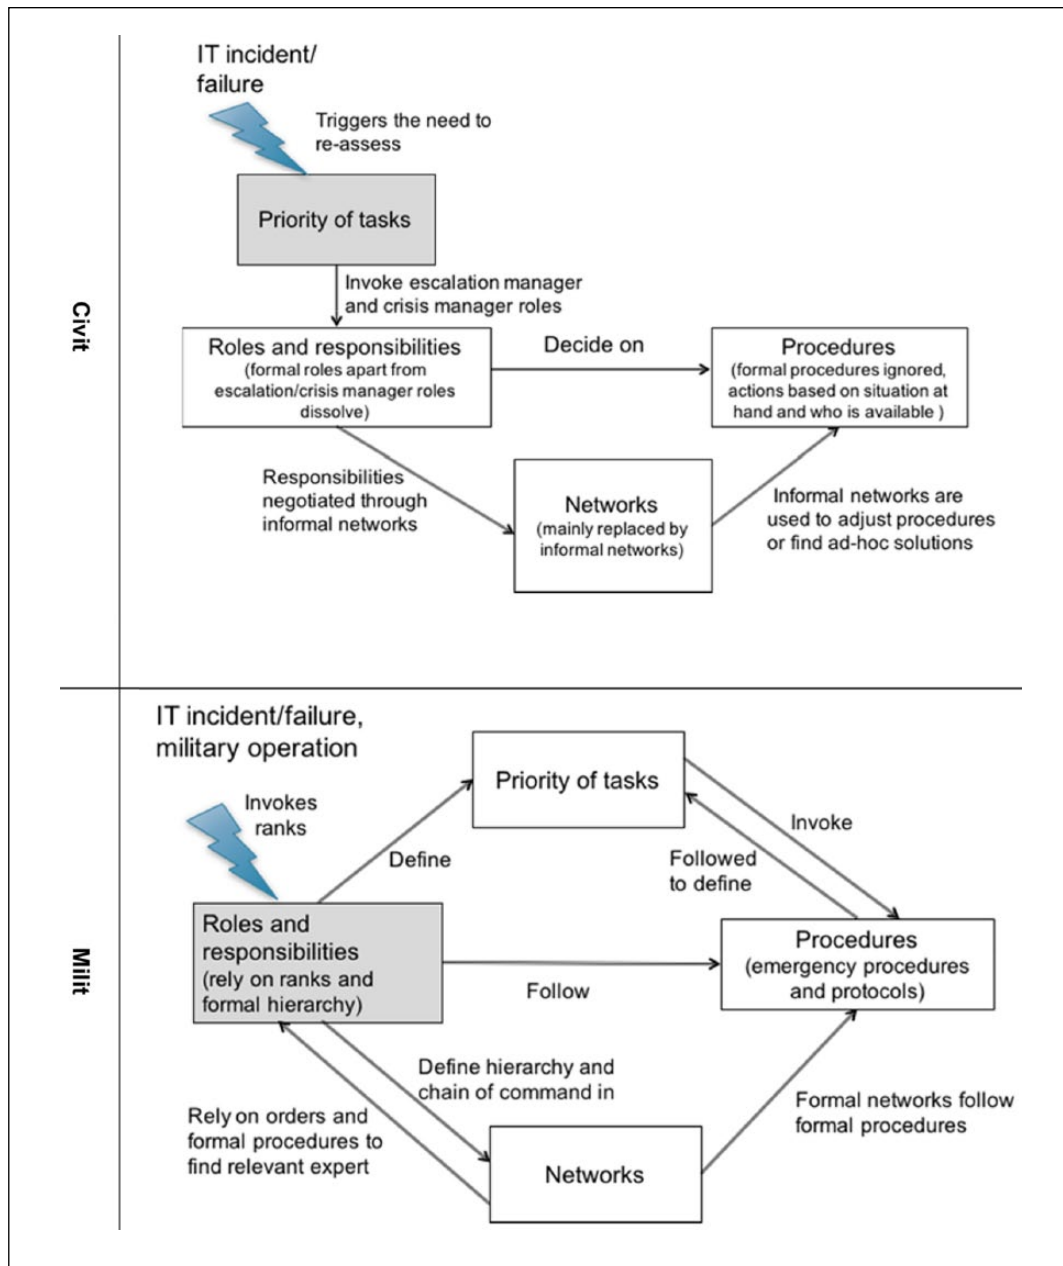 IT incident/
failure
Triggers the need to
re-assess
Priority of tasks
Invoke escalation manager
and crisis manager roles
Civit
Roles and responsibilities
(formal roles apart from
escalation/crisis manager roles
dissolve)
Decide on
Procedures
(formal procedures ignored,
actions based on situation at
hand and who is available )
Responsibilities
negotiated through
informal networks
Networks
(mainly replaced by
informal networks)
Informal networks are
used to adjust procedures
or find ad-hoc solutions
IT incident/failure,
military operation
Invokes
ranks
Priority of tasks
Define
Invoke
Followed
to define
Milit
Roles and
responsibilities
(rely on ranks and
formal hierarchy)
Follow
Procedures
(emergency procedures
and protocols)
Define hierarchy and
chain of command in
Rely on orders and
formal procedures to
find relevant expert
Networks
Formal networks follow
formal procedures